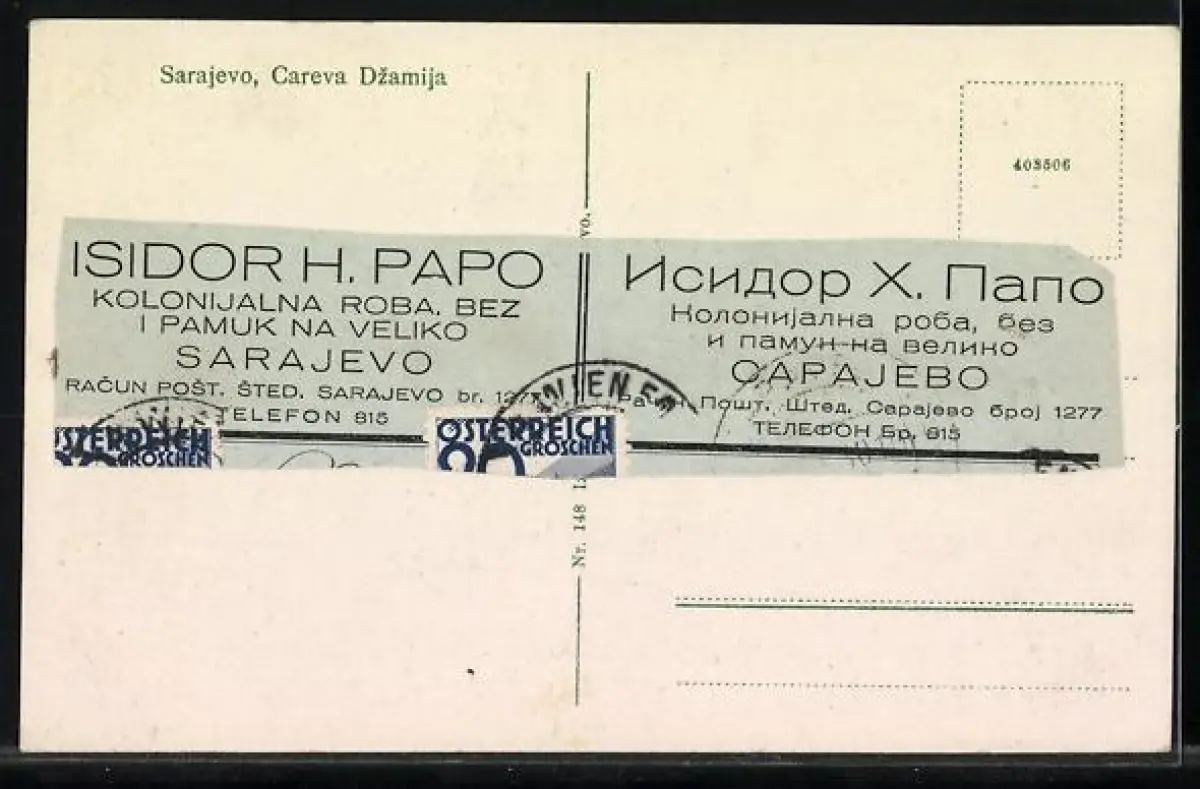 Sarajevo, Careva Džamija
403506
ISIDOR H. PAPO
KOLONIJALNA ROBA, BEZ
I PAMUK NA VELIKO
SARAJEVO
RAČUN POŠT. ŠTED. SARAJEVO br. 1277
TELEFON 815
Исидор Х. Папо
Колонијална роба, без
и памук на велико
САРАЈЕВО
Пошт. Штед. Сарајево број 1277
ТЕЛЕФОН Бр. 815
ÖSTERREICH
GROSCHEN
ÖSTERREICH
GROSCHEN
WIEN
Nr. 148